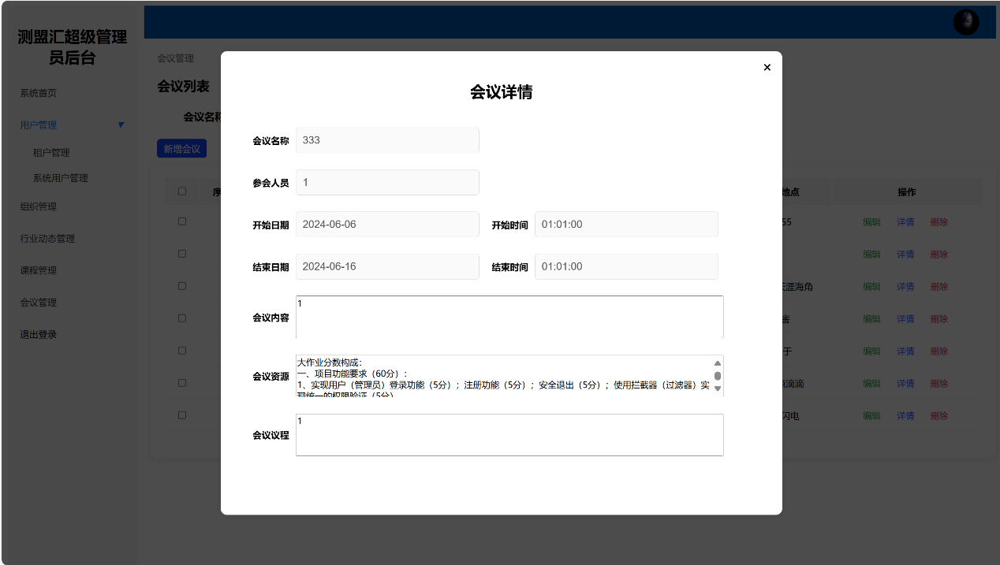 测盟汇超级管理
员后台
系统首页
用户管理
租户管理
系统用户管理
组织管理
行业动态管理
课程管理
会议管理
退出登录
会议管理
会议列表
会议名称
新增会议
会议详情
会议名称 333
参会人员 1
开始日期 2024-06-06 开始时间 01:01:00
结束日期 2024-06-16 结束时间 01:01:00
会议内容 1
会议资源
大作业分数构成：
一、项目功能要求（60分）：
1、实现用户（管理员）登录功能（5分）；注册功能（5分）；安全退出（5分）；使用拦截器（过滤器）实
现统一的权限验证（5分）
会议议程 1
地点 操作
55 编辑 详情 删除
编辑 详情 删除
天涯海角 编辑 详情 删除
害 编辑 详情 删除
于 编辑 详情 删除
滴滴 编辑 详情 删除
闪电 编辑 详情 删除